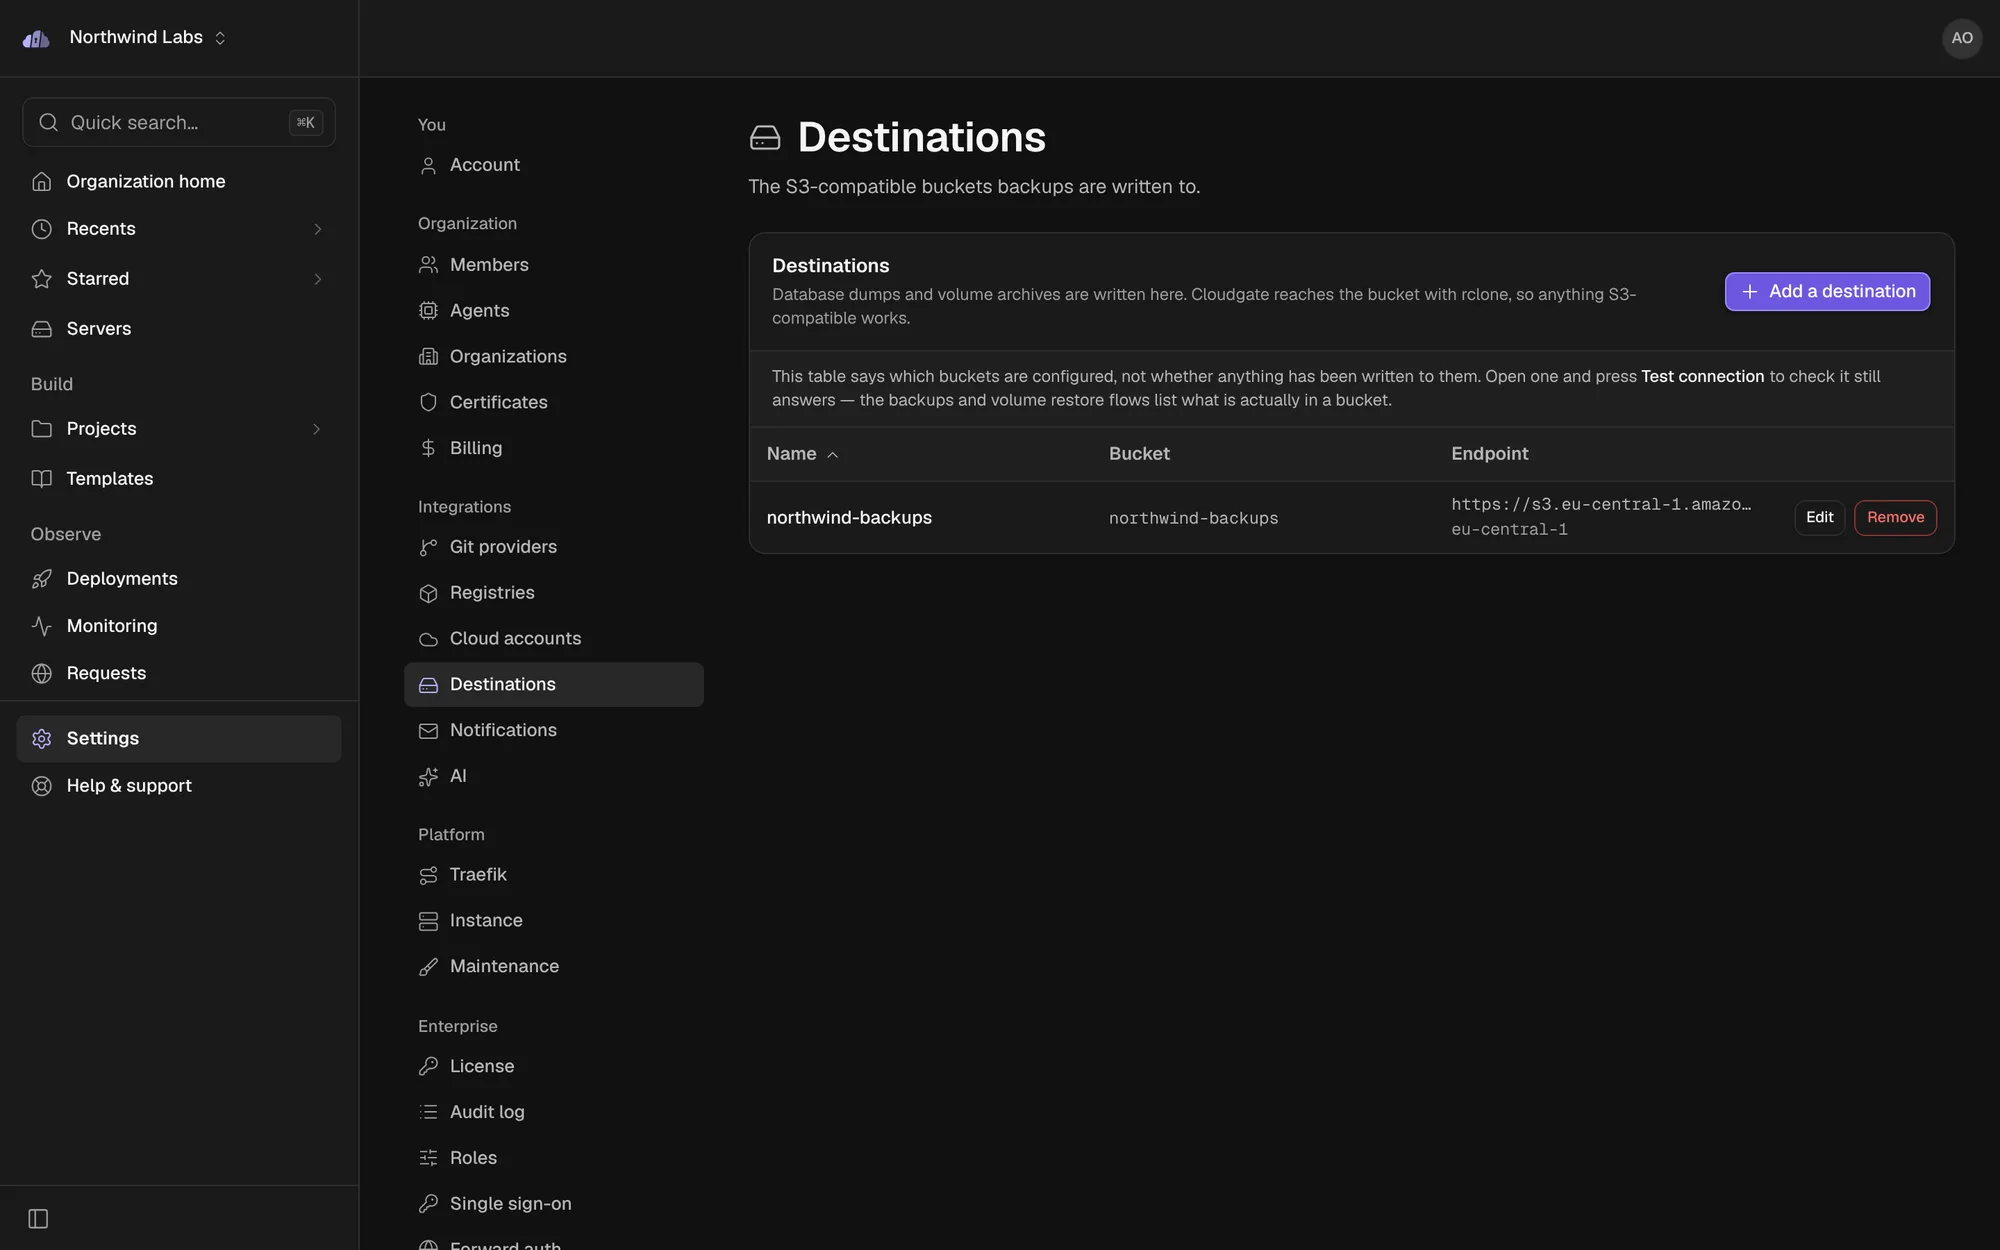 Northwind Labs
AO
Quick search...
⌘K
Organization home
Recents
Starred
Servers
Build
Projects
Templates
Observe
Deployments
Monitoring
Requests
Settings
Help & support
You
Account
Organization
Members
Agents
Organizations
Certificates
Billing
Integrations
Git providers
Registries
Cloud accounts
Destinations
Notifications
AI
Platform
Traefik
Instance
Maintenance
Enterprise
License
Audit log
Roles
Single sign-on
Forward auth
Destinations
The S3-compatible buckets backups are written to.
Destinations
Database dumps and volume archives are written here. Cloudgate reaches the bucket with rclone, so anything S3-
compatible works.
Add a destination
This table says which buckets are configured, not whether anything has been written to them. Open one and press Test connection to check it still
answers — the backups and volume restore flows list what is actually in a bucket.
Name Bucket Endpoint
northwind-backups northwind-backups https://s3.eu-central-1.amazo…
eu-central-1
Edit Remove